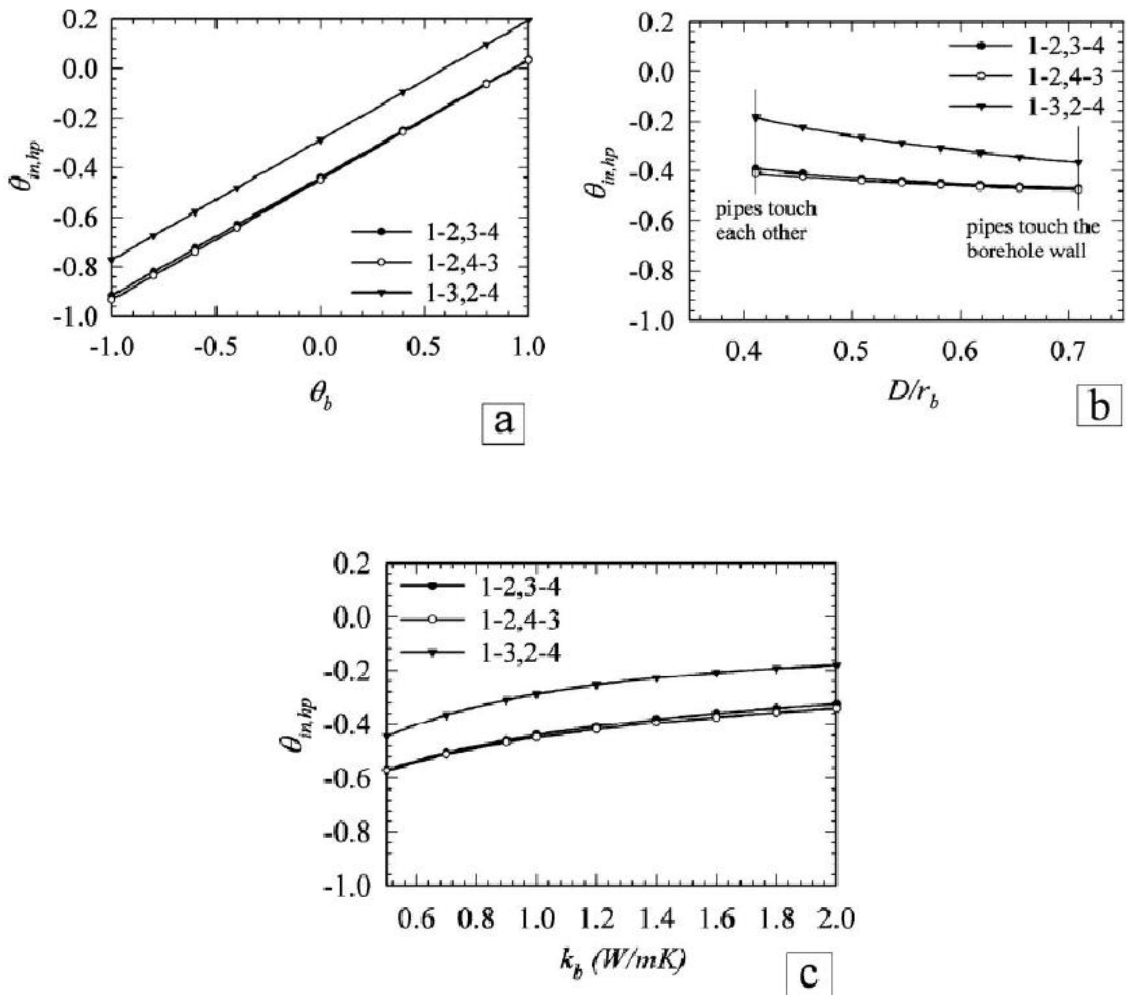 0.2
0.0
-0.2
-0.4
-0.6
-0.8
-1.0
θin,hp
1-2,3-4
1-2,4-3
1-3,2-4
-1.0 -0.5 0.0 0.5 1.0
θb
a
0.2
0.0
-0.2
-0.4
-0.6
-0.8
-1.0
θin,hp
1-2,3-4
1-2,4-3
1-3,2-4
pipes touch
each other
pipes touch the
borehole wall
0.4 0.5 0.6 0.7
D/rb
b
0.2
0.0
-0.2
-0.4
-0.6
-0.8
-1.0
θin,hp
1-2,3-4
1-2,4-3
1-3,2-4
0.6 0.8 1.0 1.2 1.4 1.6 1.8 2.0
kb (W/mK)
c